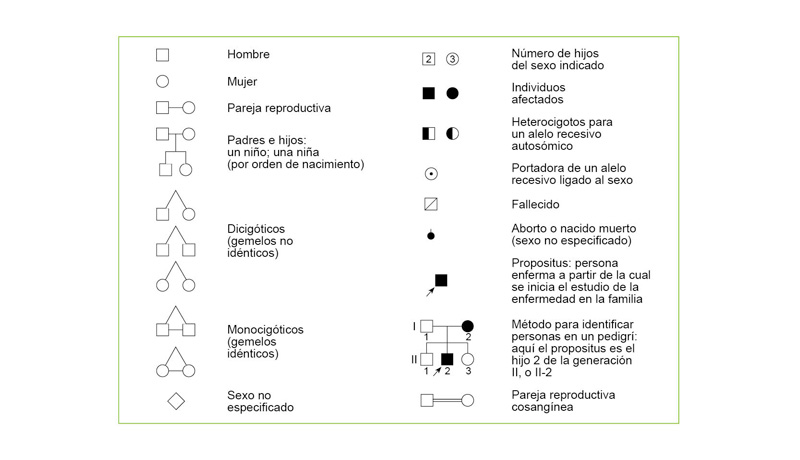 Hombre
Mujer
Pareja reproductiva
Padres e hijos:
un niño; una niña
(por orden de nacimiento)
Dicigóticos
(gemelos no
idénticos)
Monocigóticos
(gemelos
idénticos)
Sexo no
especificado
2 3
Número de hijos
del sexo indicado
Individuos
afectados
Heterocigotos para
un alelo recesivo
autosómico
Portadora de un alelo
recesivo ligado al sexo
Fallecido
Aborto o nacido muerto
(sexo no especificado)
Propositus: persona
enferma a partir de la cual
se inicia el estudio de la
enfermedad en la familia
I
1 2
II
1 2 3
Método para identificar
personas en un pedigrí:
aquí el propositus es el
hijo 2 de la generación
II, o II-2
Pareja reproductiva
cosangínea